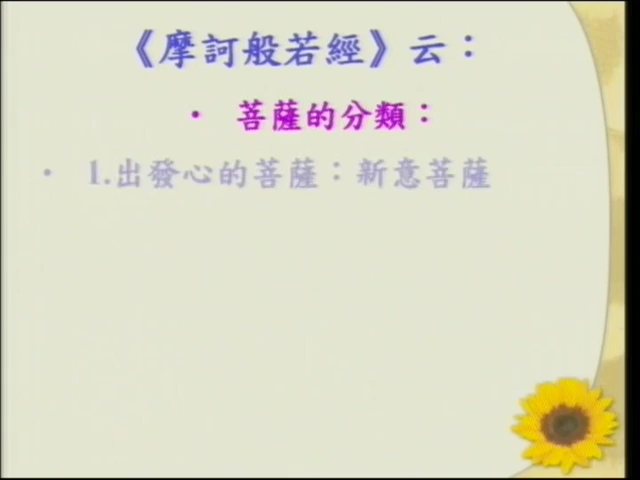 《摩訶般若經》云：
• 菩薩的分類：
• 1.出發心的菩薩：新意菩薩